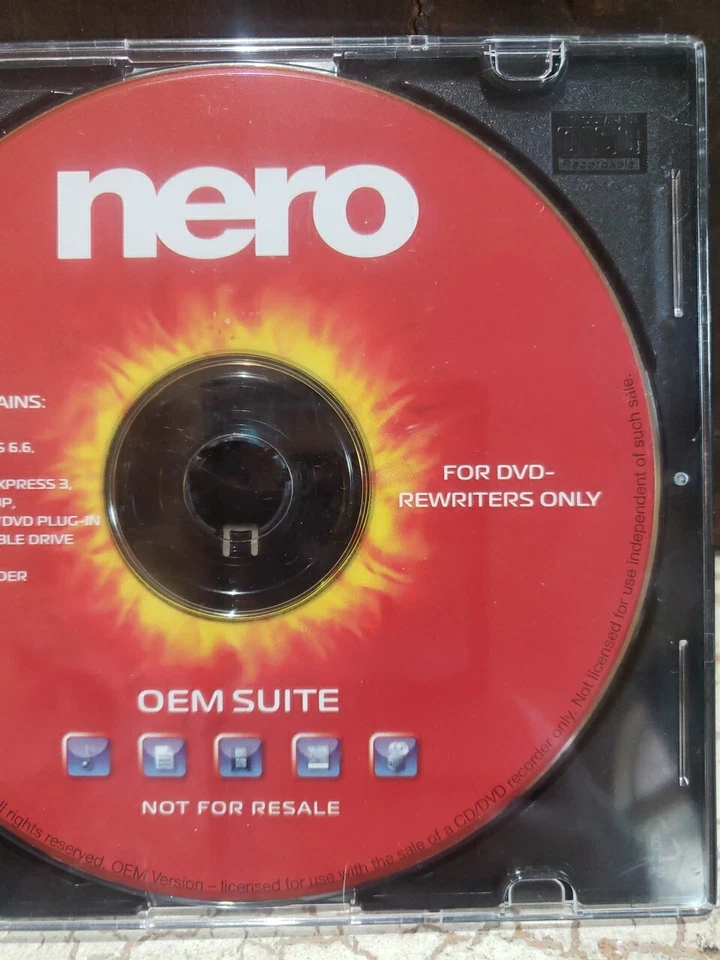 nero
AINS:
S 6.6,
XPRESS 3,
UP,
/DVD PLUG-IN
BLE DRIVE
DER
FOR DVD-
REWRITERS ONLY
OEM SUITE
NOT FOR RESALE
ll rights reserved. OEM Version – licensed for use with the sale of a CD/DVD recorder only. Not licensed for use independent of such sale.
Recordable